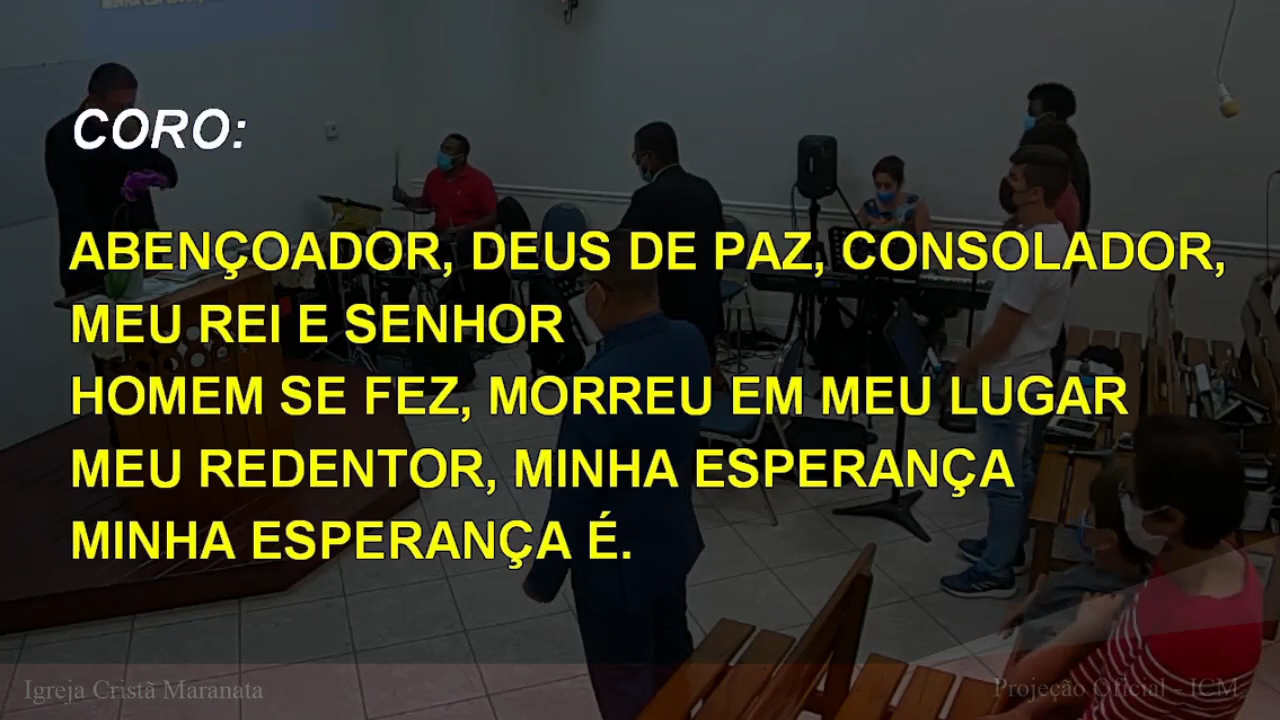 CORO:
ABENÇOADOR, DEUS DE PAZ, CONSOLADOR,
MEU REI E SENHOR
HOMEM SE FEZ, MORREU EM MEU LUGAR
MEU REDENTOR, MINHA ESPERANÇA
MINHA ESPERANÇA É.
Igreja Cristã Maranata
Projeção Oficial - ICM